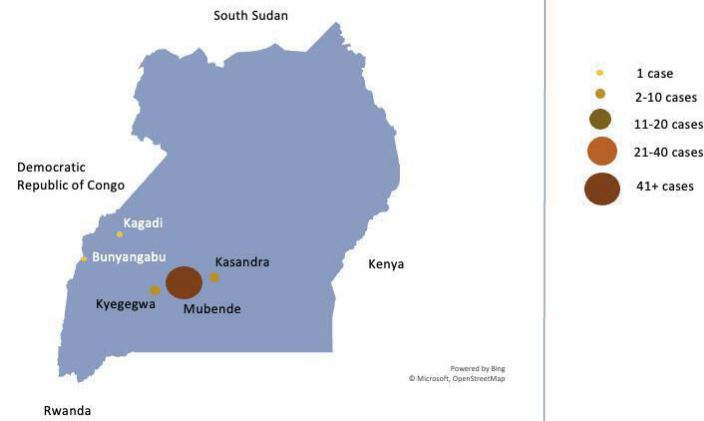 South Sudan
Democratic
Republic of Congo
Kagadi
Bunyangabu
Kasandra
Kenya
Kyegegwa
Mubende
Powered by Bing
© Microsoft, OpenStreetMap
Rwanda
1 case
2-10 cases
11-20 cases
21-40 cases
41+ cases